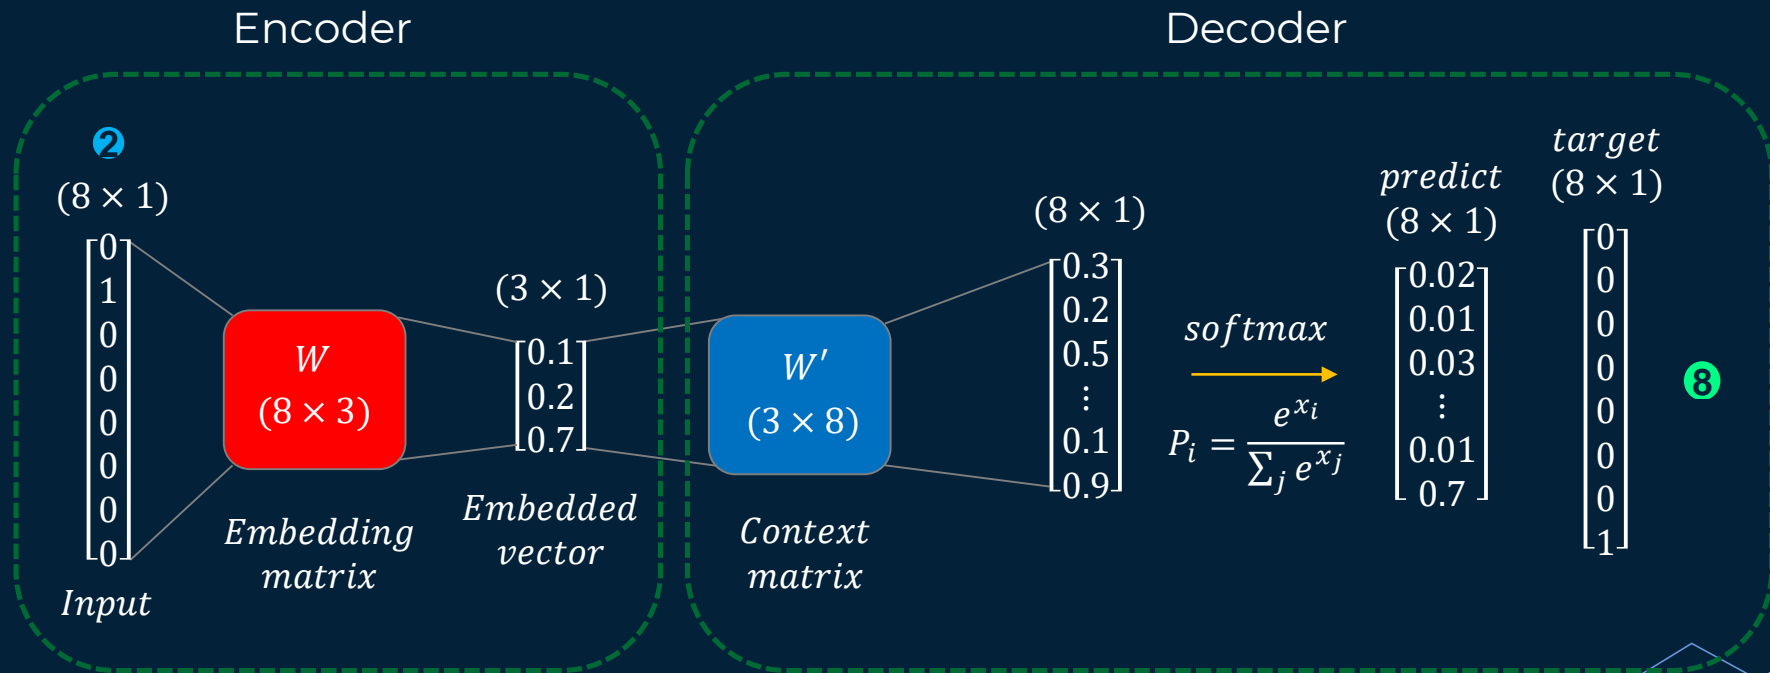 Encoder
Decoder
2
(8 × 1)
0
1
0
0
0
0
0
0
Input
W
(8 × 3)
Embedding
matrix
(3 × 1)
0.1
0.2
0.7
Embedded
vector
W′
(3 × 8)
Context
matrix
(8 × 1)
0.3
0.2
0.5
⋮
0.1
0.9
softmax
P_i = e^{x_i} / ∑_j e^{x_j}
predict
(8 × 1)
0.02
0.01
0.03
⋮
0.01
0.7
target
(8 × 1)
0
0
0
0
0
0
0
1
8